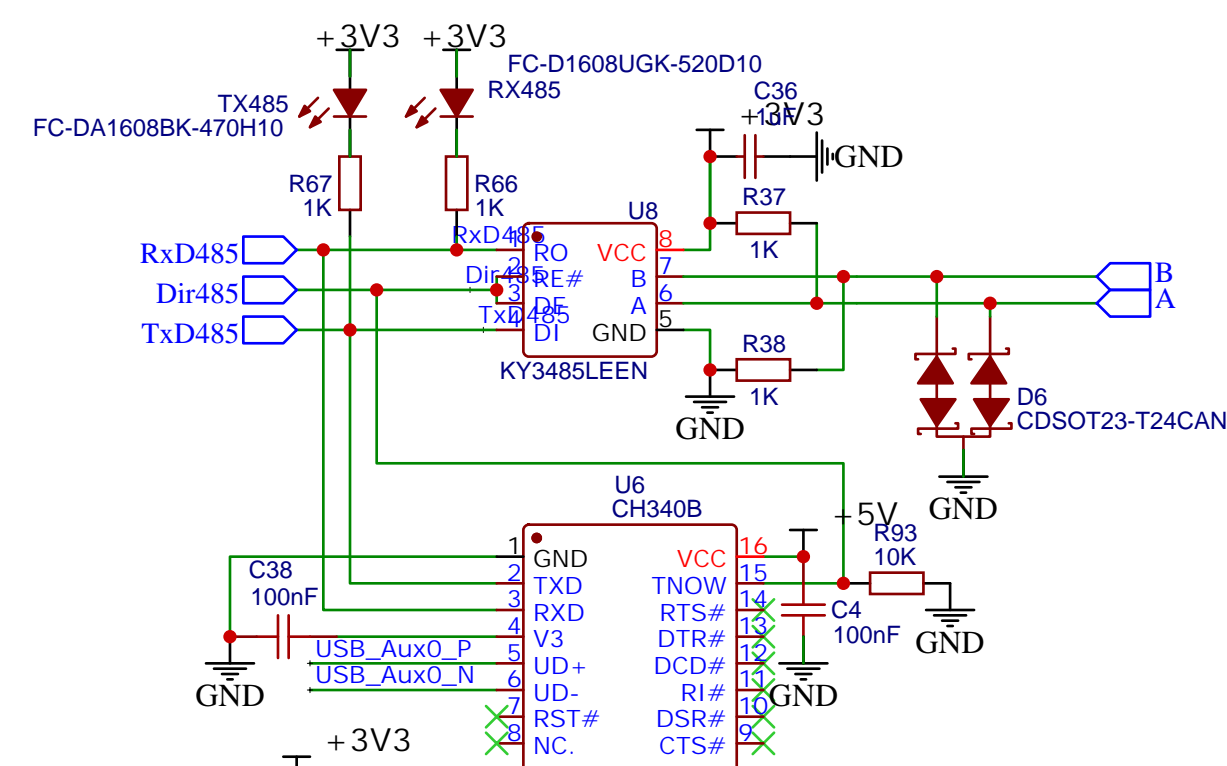 +3V3
+3V3
FC-D1608UGK-520D10
RX485
TX485
FC-DA1608BK-470H10
C36
1uF
+3V3
GND
R67
1K
R66
1K
R37
1K
U8
RxD485
Dir485
TxD485
RxD485
Dir485
TxD485
1
RO
2
RE#
3
DE
4
DI
VCC
8
B
7
A
6
GND
5
KY3485LEEN
B
A
R38
1K
GND
D6
CDSOT23-T24CAN
GND
U6
CH340B
+5V
R93
10K
GND
C4
100nF
GND
C38
100nF
GND
USB_Aux0_P
USB_Aux0_N
1
GND
2
TXD
3
RXD
4
V3
5
UD+
6
UD-
7
RST#
8
NC.
VCC
16
TNOW
15
RTS#
14
DTR#
13
DCD#
12
RI#
11
DSR#
10
CTS#
9
+3V3